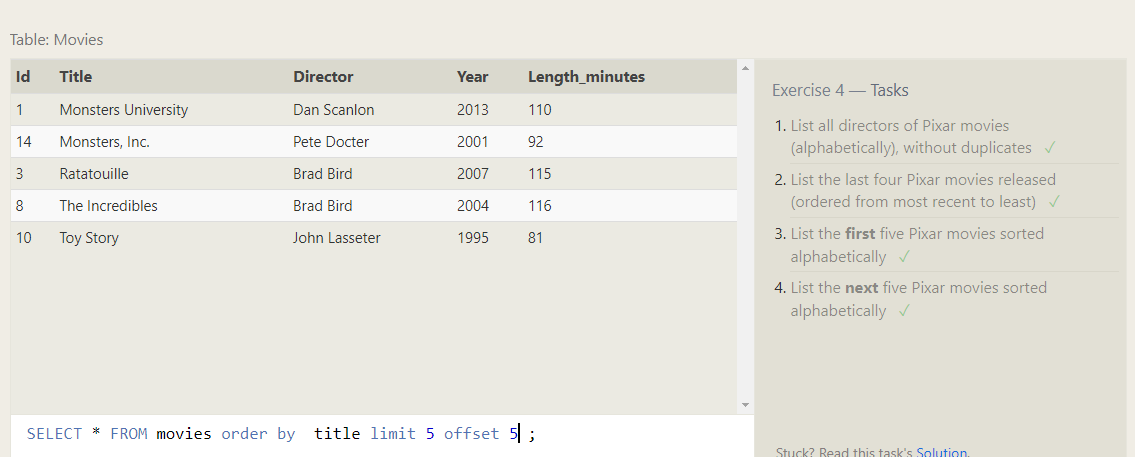 Table: Movies
Id Title Director Year Length_minutes
1 Monsters University Dan Scanlon 2013 110
14 Monsters, Inc. Pete Docter 2001 92
3 Ratatouille Brad Bird 2007 115
8 The Incredibles Brad Bird 2004 116
10 Toy Story John Lasseter 1995 81
SELECT * FROM movies order by  title limit 5 offset 5 ;
Exercise 4 — Tasks
1. List all directors of Pixar movies
(alphabetically), without duplicates ✓
2. List the last four Pixar movies released
(ordered from most recent to least) ✓
3. List the first five Pixar movies sorted
alphabetically ✓
4. List the next five Pixar movies sorted
alphabetically ✓
Stuck? Read this task's Solution.